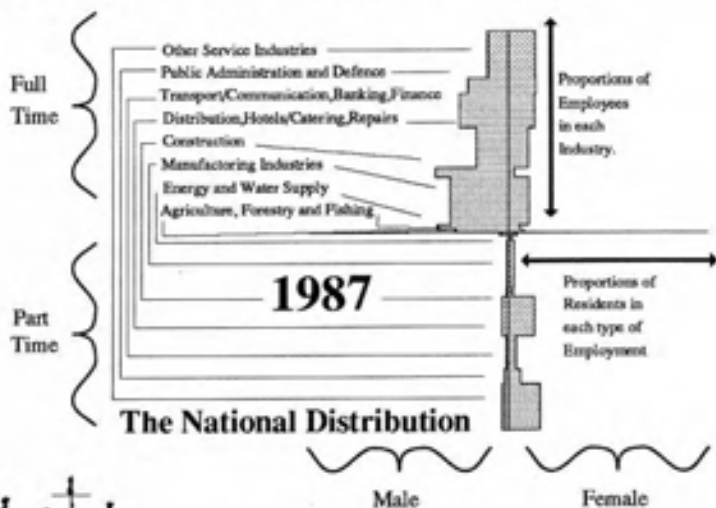 Full
Time
Other Service Industries
Public Administration and Defence
Transport/Communication,Banking,Finance
Distribution,Hotels/Catering,Repairs
Construction
Manufactoring Industries
Energy and Water Supply
Agriculture, Forestry and Fishing
Proportions of
Employees
in each
Industry.
Part
Time
1987
Proportions of
Residents in
each type of
Employment
The National Distribution
Male
Female